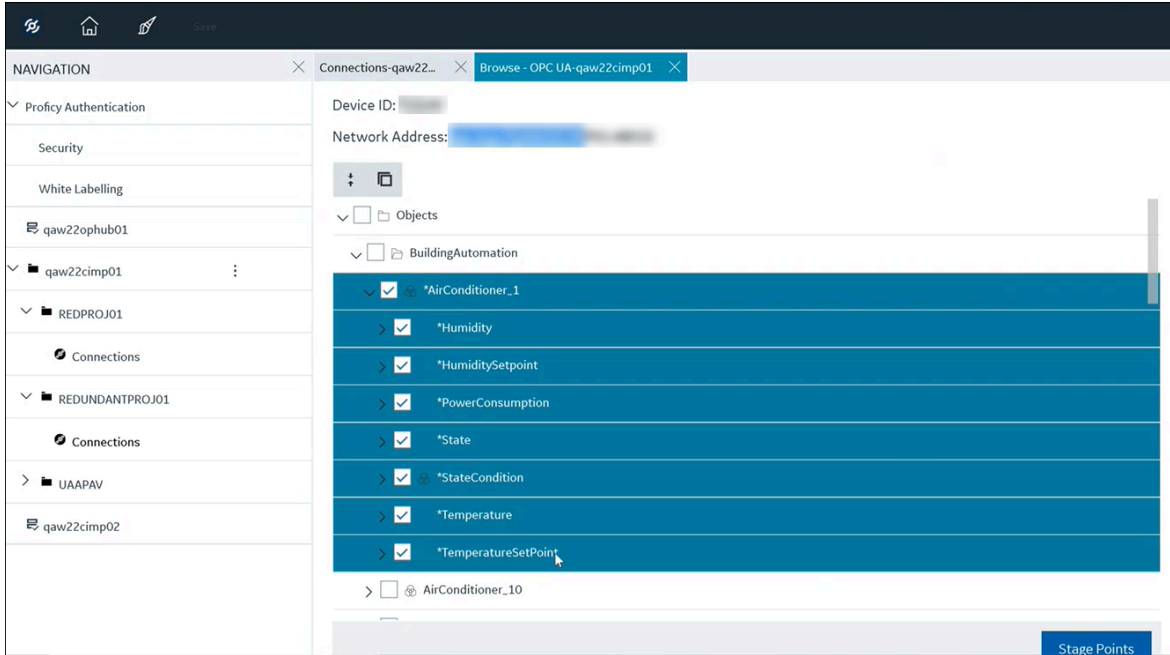 Save
NAVIGATION
Connections-qaw22...
Browse - OPC UA-qaw22cimp01
Proficy Authentication
Security
White Labelling
qaw22ophub01
qaw22cimp01
REDPROJ01
Connections
REDUNDANTPROJ01
Connections
UAAPAV
qaw22cimp02
Device ID:
Network Address:
Objects
BuildingAutomation
*AirConditioner_1
*Humidity
*HumiditySetpoint
*PowerConsumption
*State
*StateCondition
*Temperature
*TemperatureSetPoint
AirConditioner_10
Stage Points